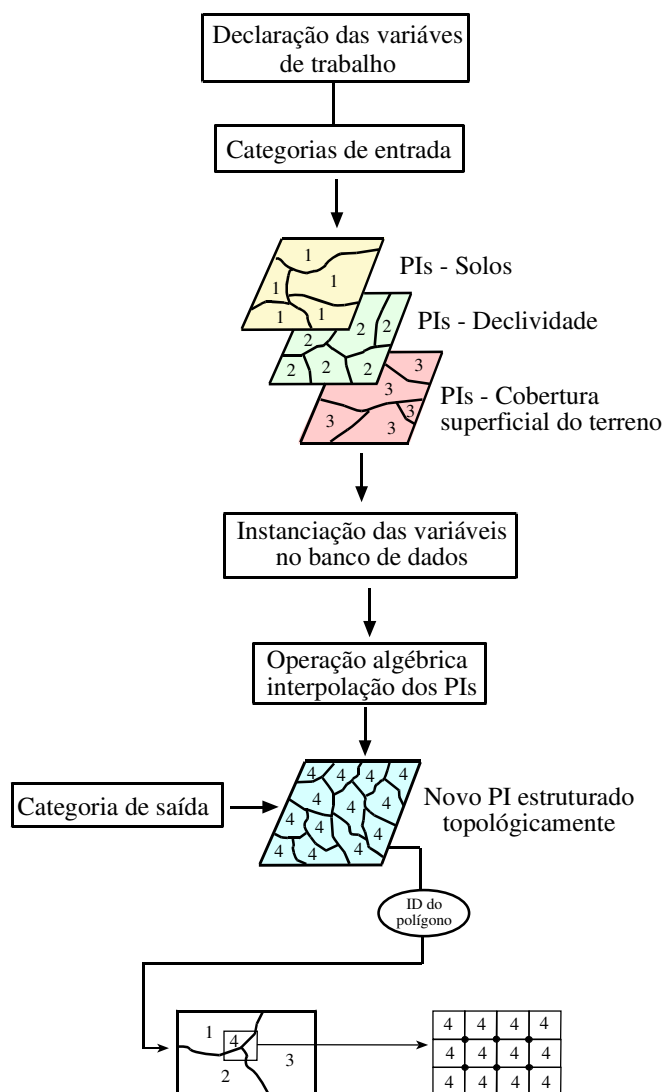 Declaração das variáves
de trabalho
Categorias de entrada
1
1 1
1 1
PIs - Solos
2 2 2
2 2 2
PIs - Declividade
3
3
3 3
3
PIs - Cobertura
superficial do terreno
Instanciação das variáveis
no banco de dados
Operação algébrica
interpolação dos PIs
4 4 4 4
4 4 4
4 4 4
4 4 4
Categoria de saída
Novo PI estruturado
topológicamente
ID do
polígono
1 4
2 3
4 4 4 4
4 4 4 4
4 4 4 4